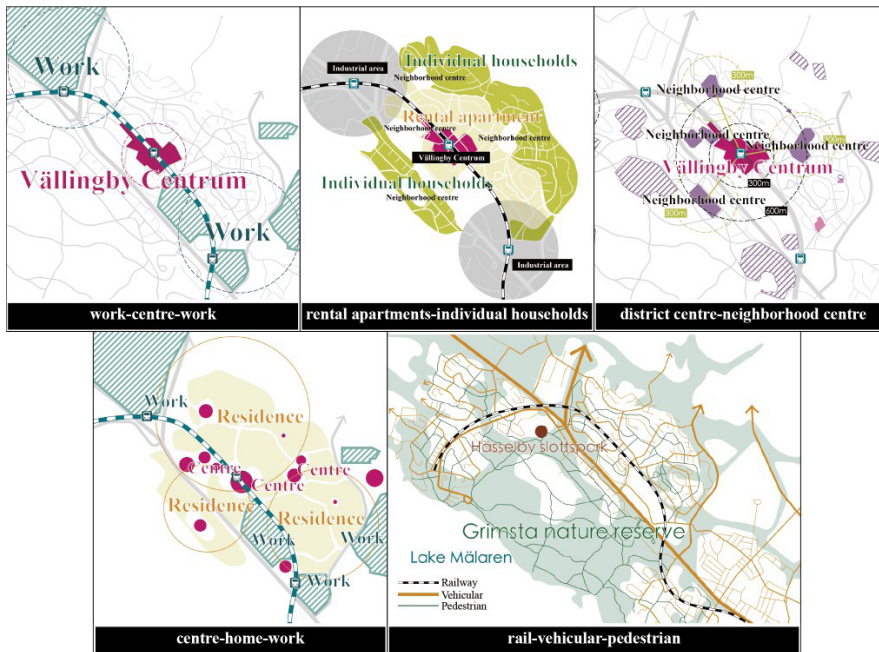 Work
Vällingby Centrum
Work
work-centre-work
Individual households
Neighborhood centre
Industrial area
Rental apartment
Neighborhood centre
Neighborhood centre
Vällingby Centrum
Individual households
Neighborhood centre
Industrial area
rental apartments-individual households
300m
Neighborhood centre
Neighborhood centre
300m
Neighborhood centre
Vällingby Centrum
300m
Neighborhood centre
300m
600m
district centre-neighborhood centre
Work
Residence
Centre
Centre
Centre
Residence
Residence
Work
Work
Work
centre-home-work
Hässelby slottspark
Grimsta nature reserve
Lake Mälaren
Railway
Vehicular
Pedestrian
rail-vehicular-pedestrian